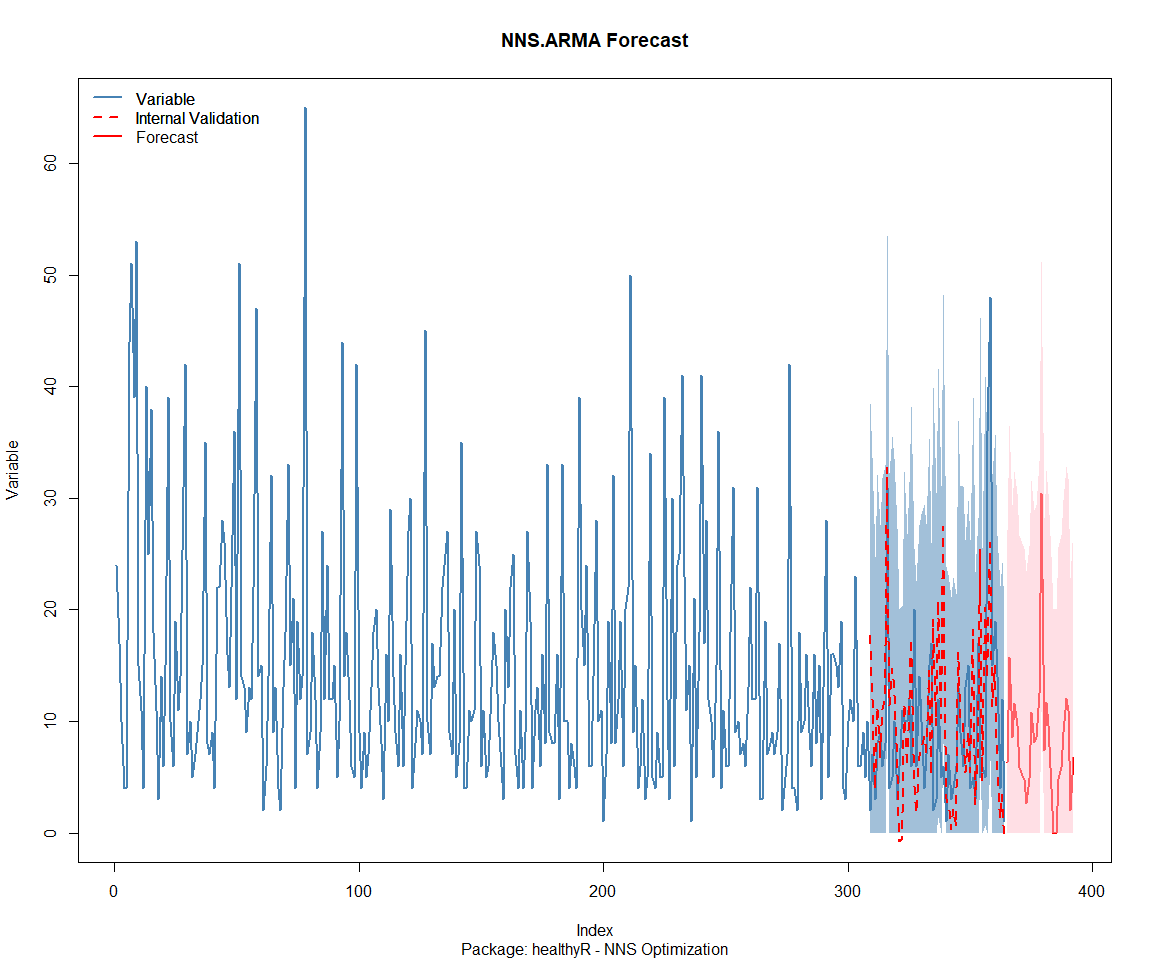 NNS.ARMA Forecast
Variable
Internal Validation
Forecast
60
50
40
30
20
10
0
Variable
0
100
200
300
400
Index
Package: healthyR - NNS Optimization